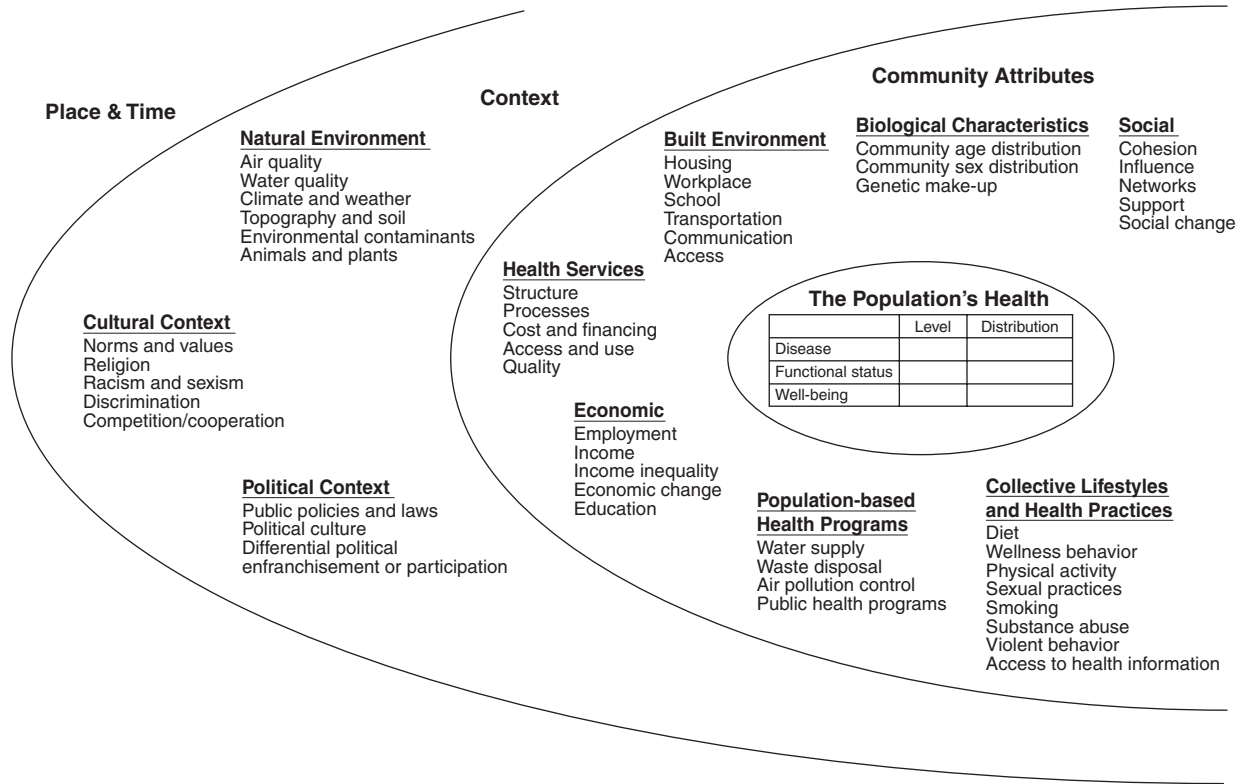 Place & Time
Context
Community Attributes
Natural Environment
Air quality
Water quality
Climate and weather
Topography and soil
Environmental contaminants
Animals and plants
Cultural Context
Norms and values
Religion
Racism and sexism
Discrimination
Competition/cooperation
Political Context
Public policies and laws
Political culture
Differential political
enfranchisement or participation
Built Environment
Housing
Workplace
School
Transportation
Communication
Access
Biological Characteristics
Community age distribution
Community sex distribution
Genetic make-up
Social
Cohesion
Influence
Networks
Support
Social change
Health Services
Structure
Processes
Cost and financing
Access and use
Quality
The Population’s Health
Level Distribution
Disease
Functional status
Well-being
Economic
Employment
Income
Income inequality
Economic change
Education
Population-based
Health Programs
Water supply
Waste disposal
Air pollution control
Public health programs
Collective Lifestyles
and Health Practices
Diet
Wellness behavior
Physical activity
Sexual practices
Smoking
Substance abuse
Violent behavior
Access to health information